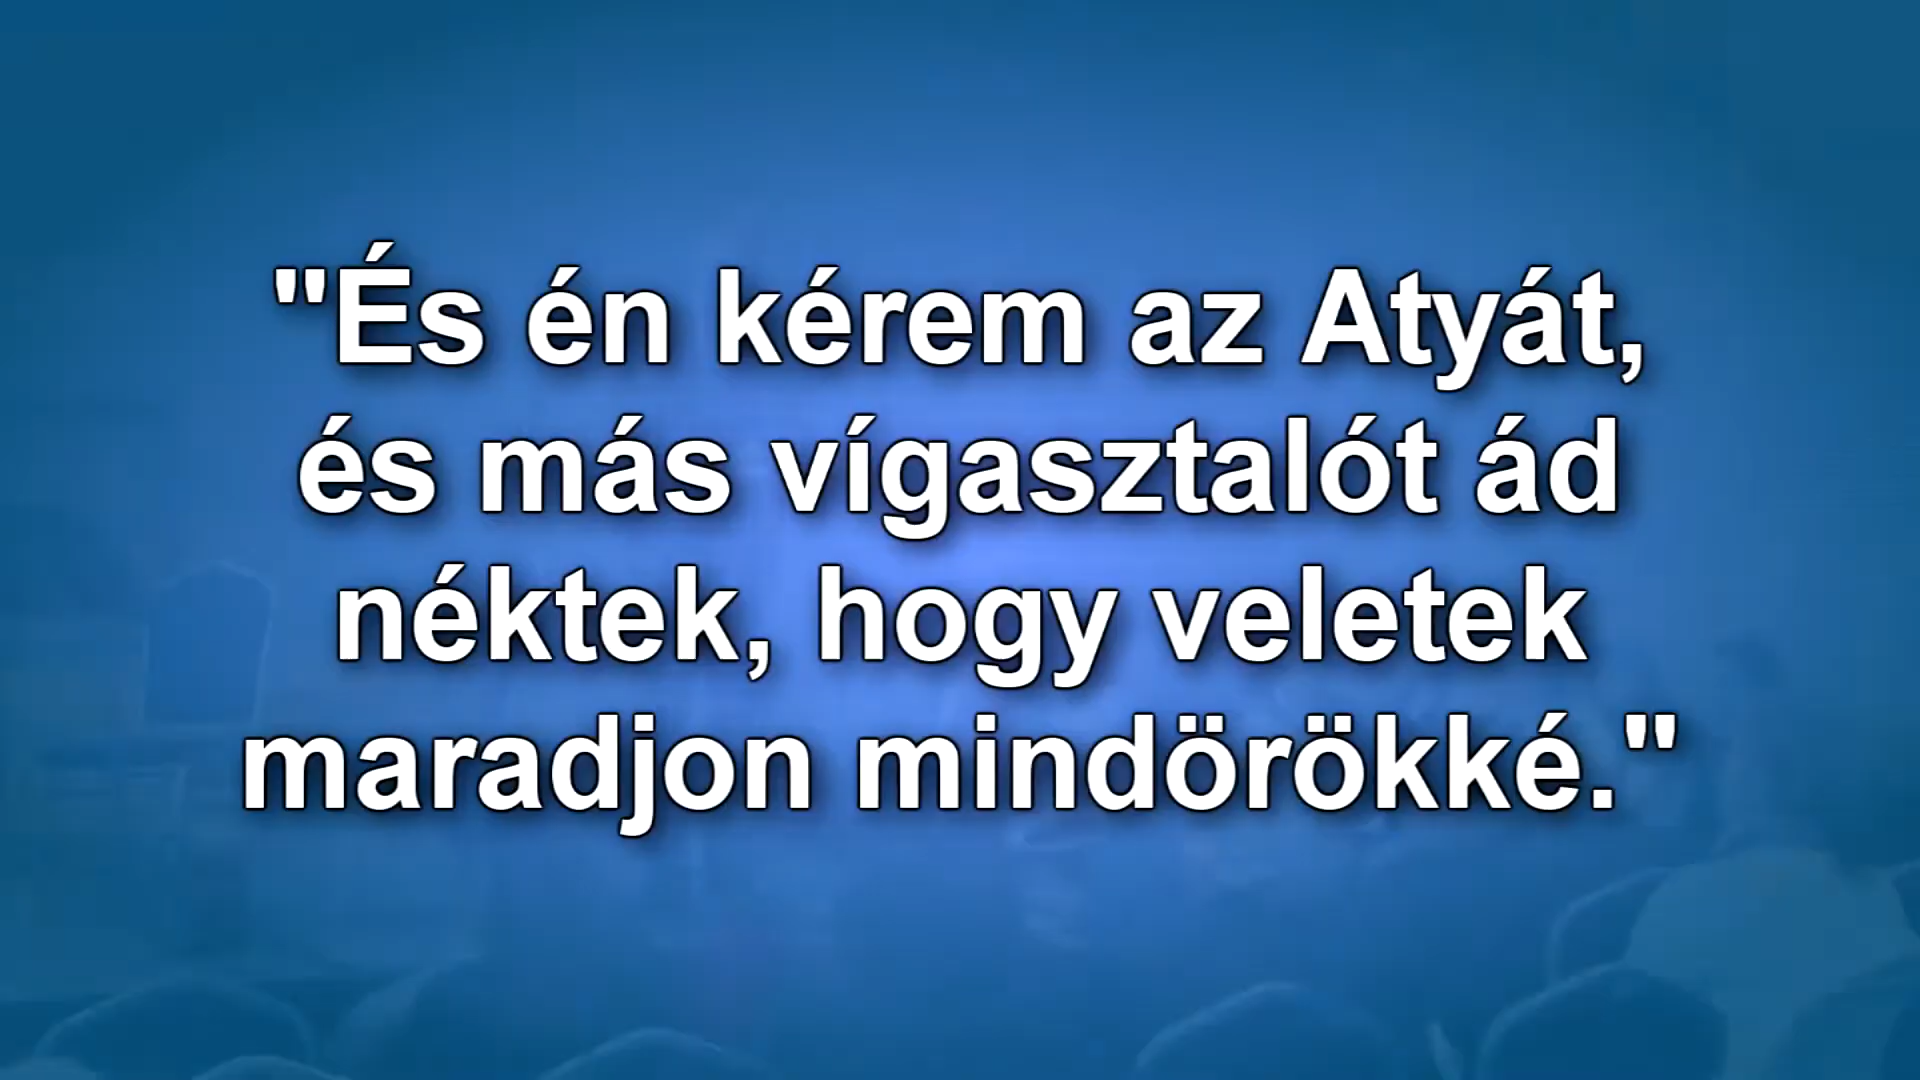 "És én kérem az Atyát,
és más vígasztalót ád
néktek, hogy veletek
maradjon mindörökké."